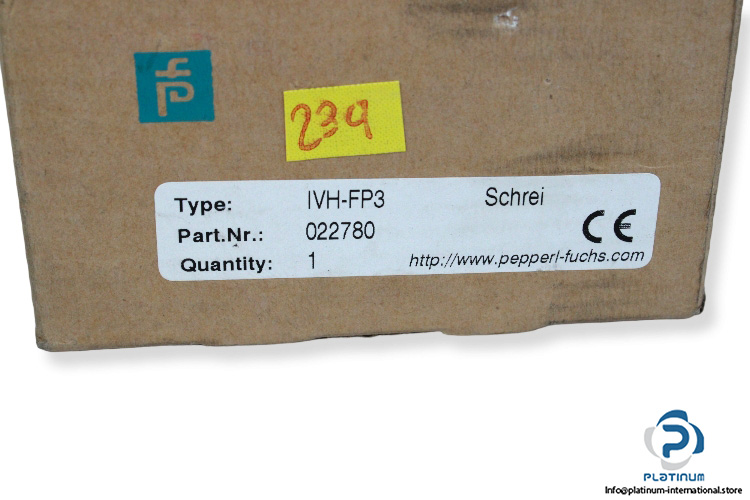 239
Type: IVH-FP3 Schrei
Part.Nr.: 022780
CE
Quantity: 1 http://www.pepperl-fuchs.com
PLATINUM
Info@platinum-international.store